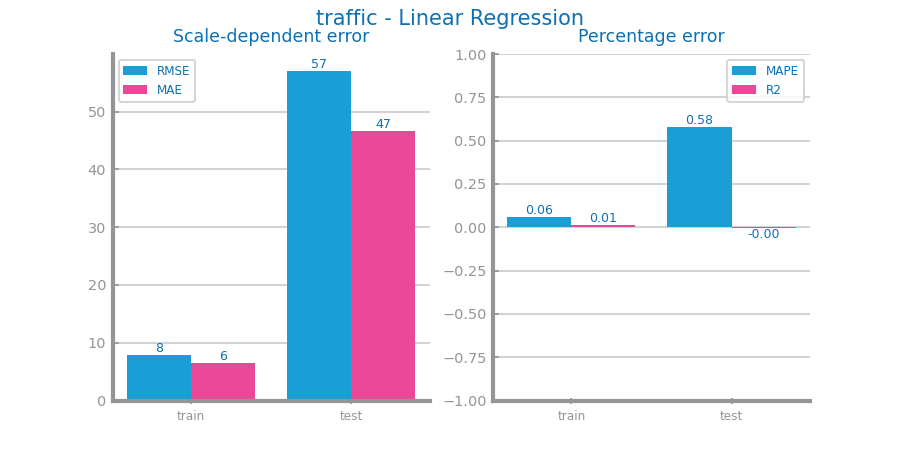 traffic - Linear Regression
Scale-dependent error
RMSE
MAE
50
40
30
20
10
0
8
6
57
47
train
test
Percentage error
MAPE
R2
1.00
0.75
0.50
0.25
0.00
−0.25
−0.50
−0.75
−1.00
0.06
0.01
0.58
-0.00
train
test